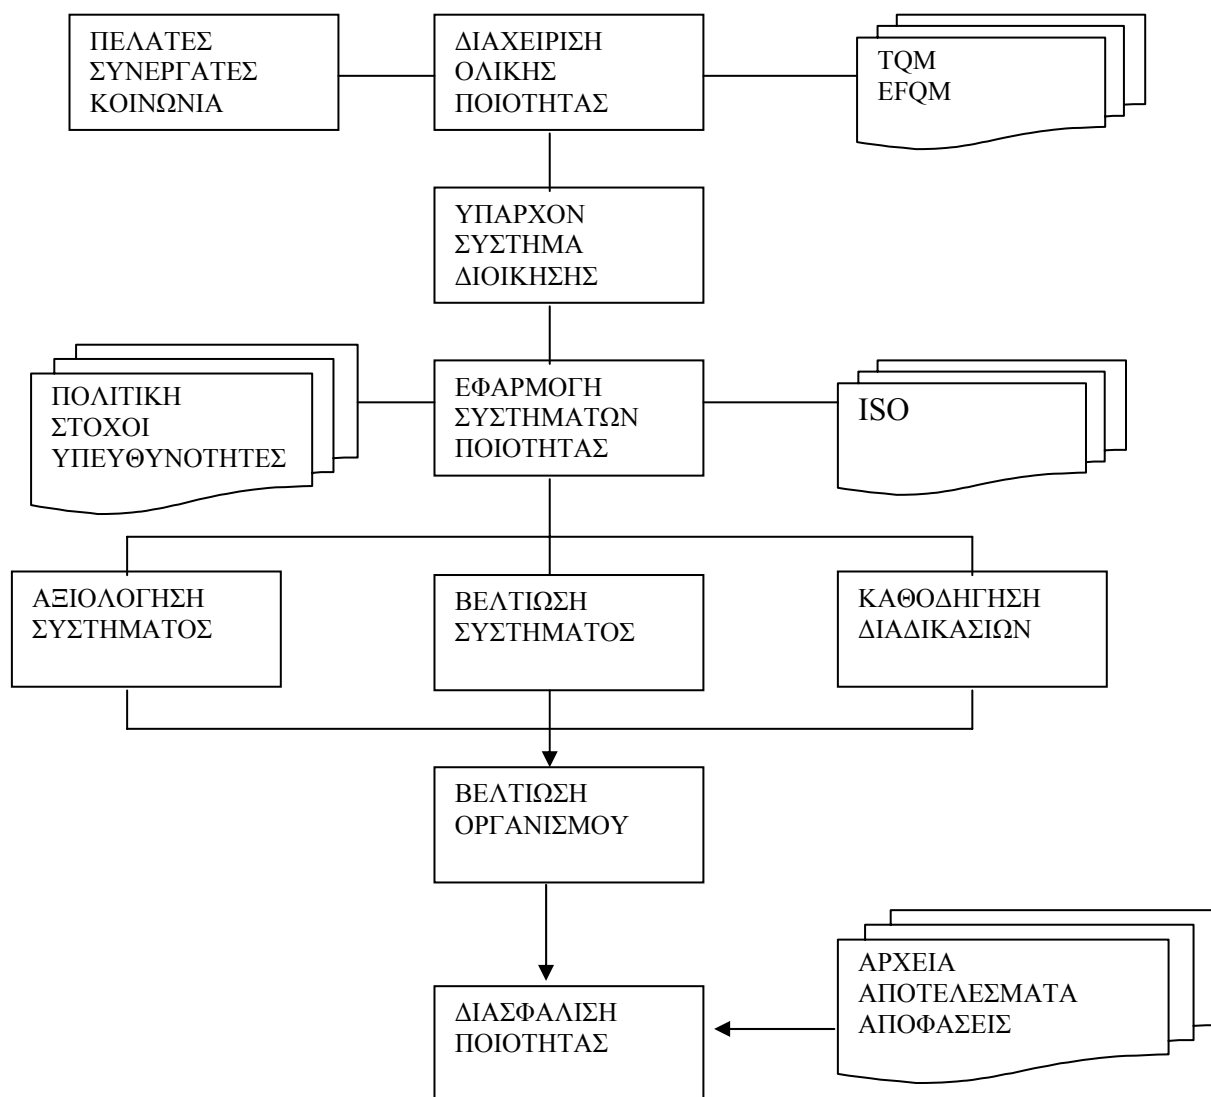 ΠΕΛΑΤΕΣ
ΣΥΝΕΡΓΑΤΕΣ
ΚΟΙΝΩΝΙΑ
ΔΙΑΧΕΙΡΙΣΗ
ΟΛΙΚΗΣ
ΠΟΙΟΤΗΤΑΣ
TQM
EFQM
ΥΠΑΡΧΟΝ
ΣΥΣΤΗΜΑ
ΔΙΟΙΚΗΣΗΣ
ΠΟΛΙΤΙΚΗ
ΣΤΟΧΟΙ
ΥΠΕΥΘΥΝΟΤΗΤΕΣ
ΕΦΑΡΜΟΓΗ
ΣΥΣΤΗΜΑΤΩΝ
ΠΟΙΟΤΗΤΑΣ
ISO
ΑΞΙΟΛΟΓΗΣΗ
ΣΥΣΤΗΜΑΤΟΣ
ΒΕΛΤΙΩΣΗ
ΣΥΣΤΗΜΑΤΟΣ
ΚΑΘΟΔΗΓΗΣΗ
ΔΙΑΔΙΚΑΣΙΩΝ
ΒΕΛΤΙΩΣΗ
ΟΡΓΑΝΙΣΜΟΥ
ΔΙΑΣΦΑΛΙΣΗ
ΠΟΙΟΤΗΤΑΣ
ΑΡΧΕΙΑ
ΑΠΟΤΕΛΕΣΜΑΤΑ
ΑΠΟΦΑΣΕΙΣ